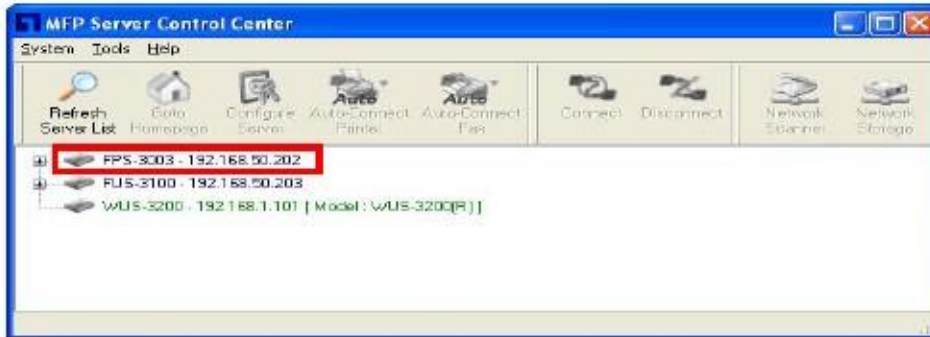 MFP Server Control Center
System Tools Help
Refresh Server List
Goto Homepage
Configure Server
Auto-Connect Printer
Auto-Connect Fax
Connect
Disconnect
Network Scanner
Network Storage
FPS-3003 - 192.168.50.202
FUS-3100 - 192.168.50.203
WUS-3200 - 192.168.1.101 [ Model : WUS-3200(R) ]